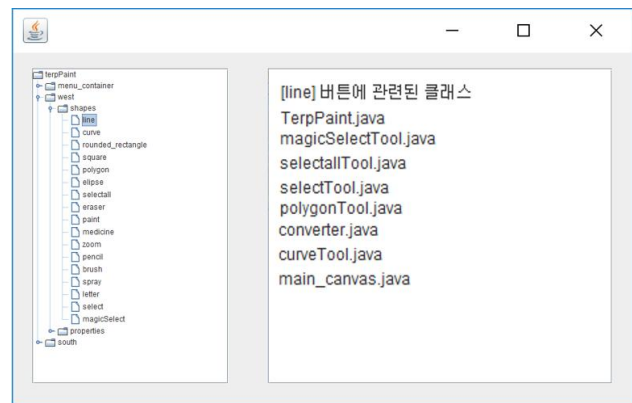 terpPaint
menu_container
west
shapes
line
curve
rounded_rectangle
square
polygon
elipse
selectall
eraser
paint
medicine
zoom
pencil
brush
spray
letter
select
magicSelect
properties
south
[line] 버튼에 관련된 클래스
TerpPaint.java
magicSelectTool.java
selectallTool.java
selectTool.java
polygonTool.java
converter.java
curveTool.java
main_canvas.java